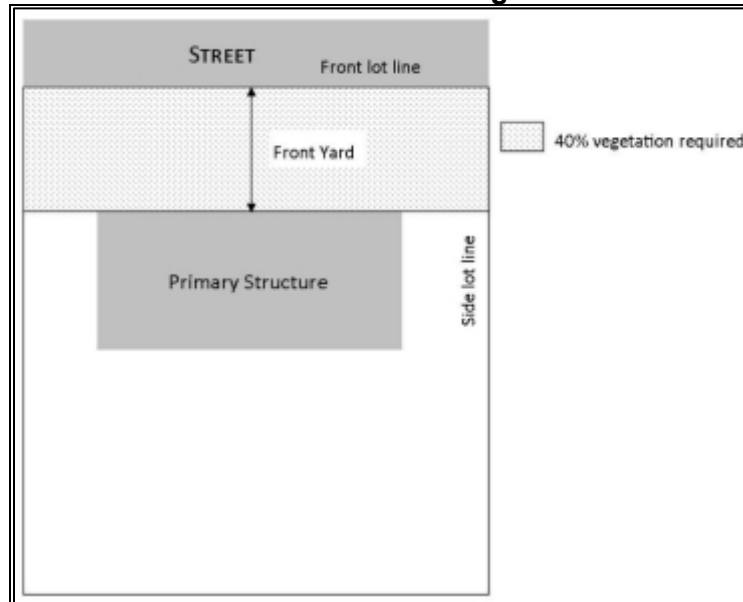 STREET
Front lot line
Front Yard
40% vegetation required
Primary Structure
Side lot line